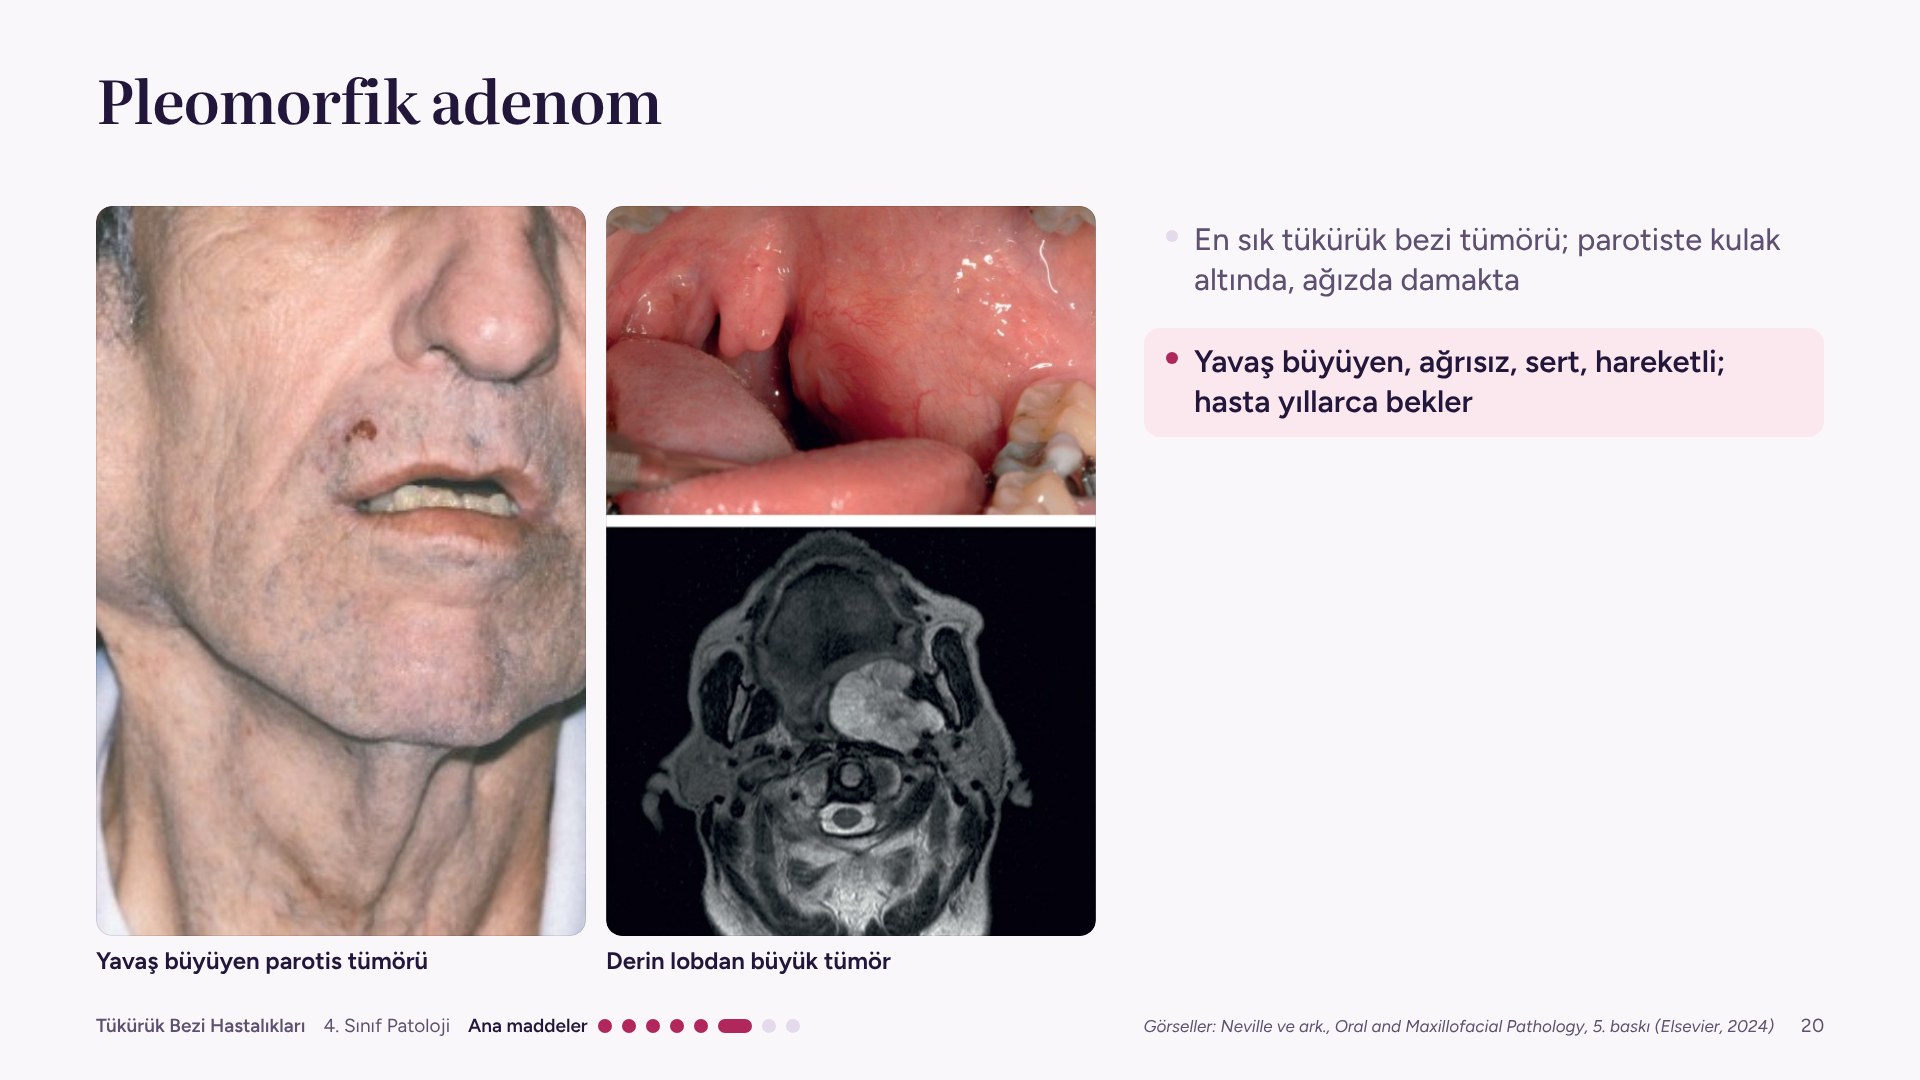 Pleomorfik adenom
En sık tükürük bezi tümörü; parotiste kulak
altında, ağızda damakta
Yavaş büyüyen, ağrısız, sert, hareketli;
hasta yıllarca bekler
Yavaş büyüyen parotis tümörü
Derin lobdan büyük tümör
Tükürük Bezi Hastalıkları 4. Sınıf Patoloji Ana maddeler
Görseller: Neville ve ark., Oral and Maxillofacial Pathology, 5. baskı (Elsevier, 2024) 20